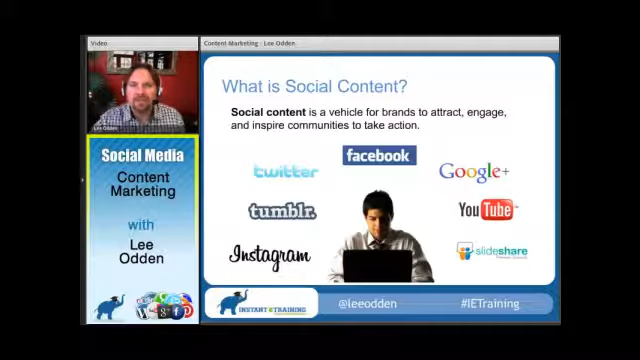 Video
Content Marketing - Lee Odden
Lee Odden
Social Media
Content
Marketing
with
Lee
Odden
What is Social Content?
Social content is a vehicle for brands to attract, engage,
and inspire communities to take action.
facebook
twitter
Google+
tumblr.
YouTube
Instagram
slideshare
INSTANT eTRAINING
@leeodden
#IETraining